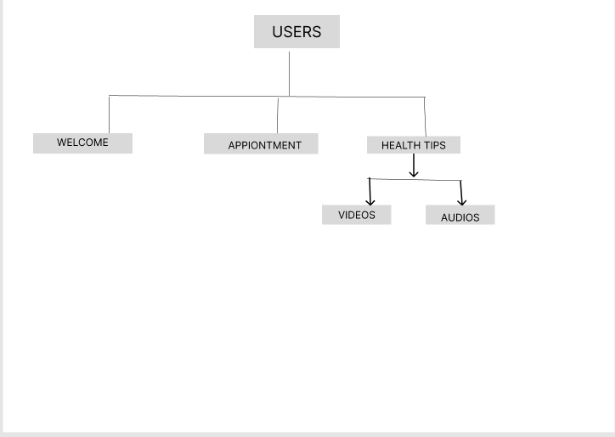 USERS
WELCOME
APPIONTMENT
HEALTH TIPS
VIDEOS
AUDIOS